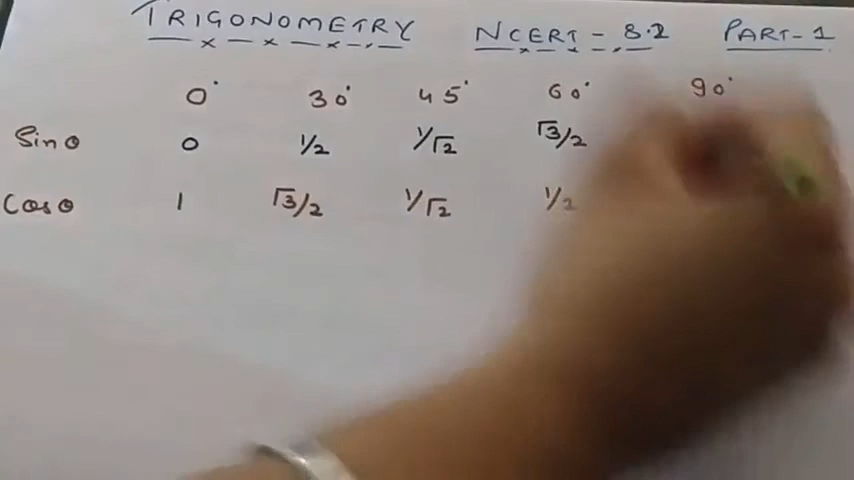 TRIGONOMETRY NCERT - 8.2 PART-1
0° 30° 45° 60° 90°
Sinθ 0 1/2 1/√2 √3/2
Cosθ 1 √3/2 1/√2 1/2